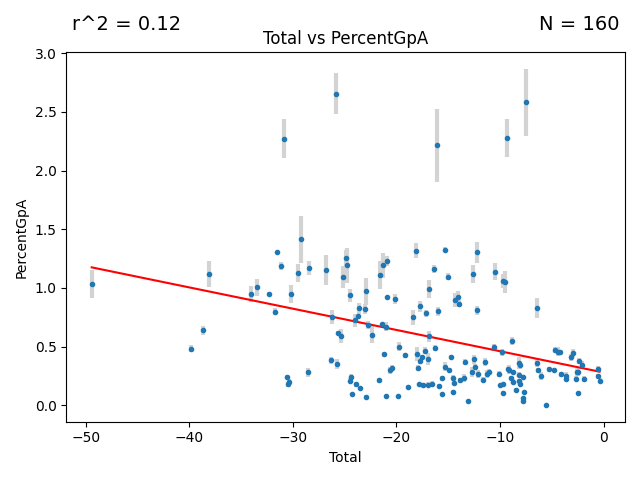 r^2 = 0.12
N = 160
Total vs PercentGpA
3.0
2.5
2.0
1.5
1.0
0.5
0.0
PercentGpA
−50 −40 −30 −20 −10 0
Total